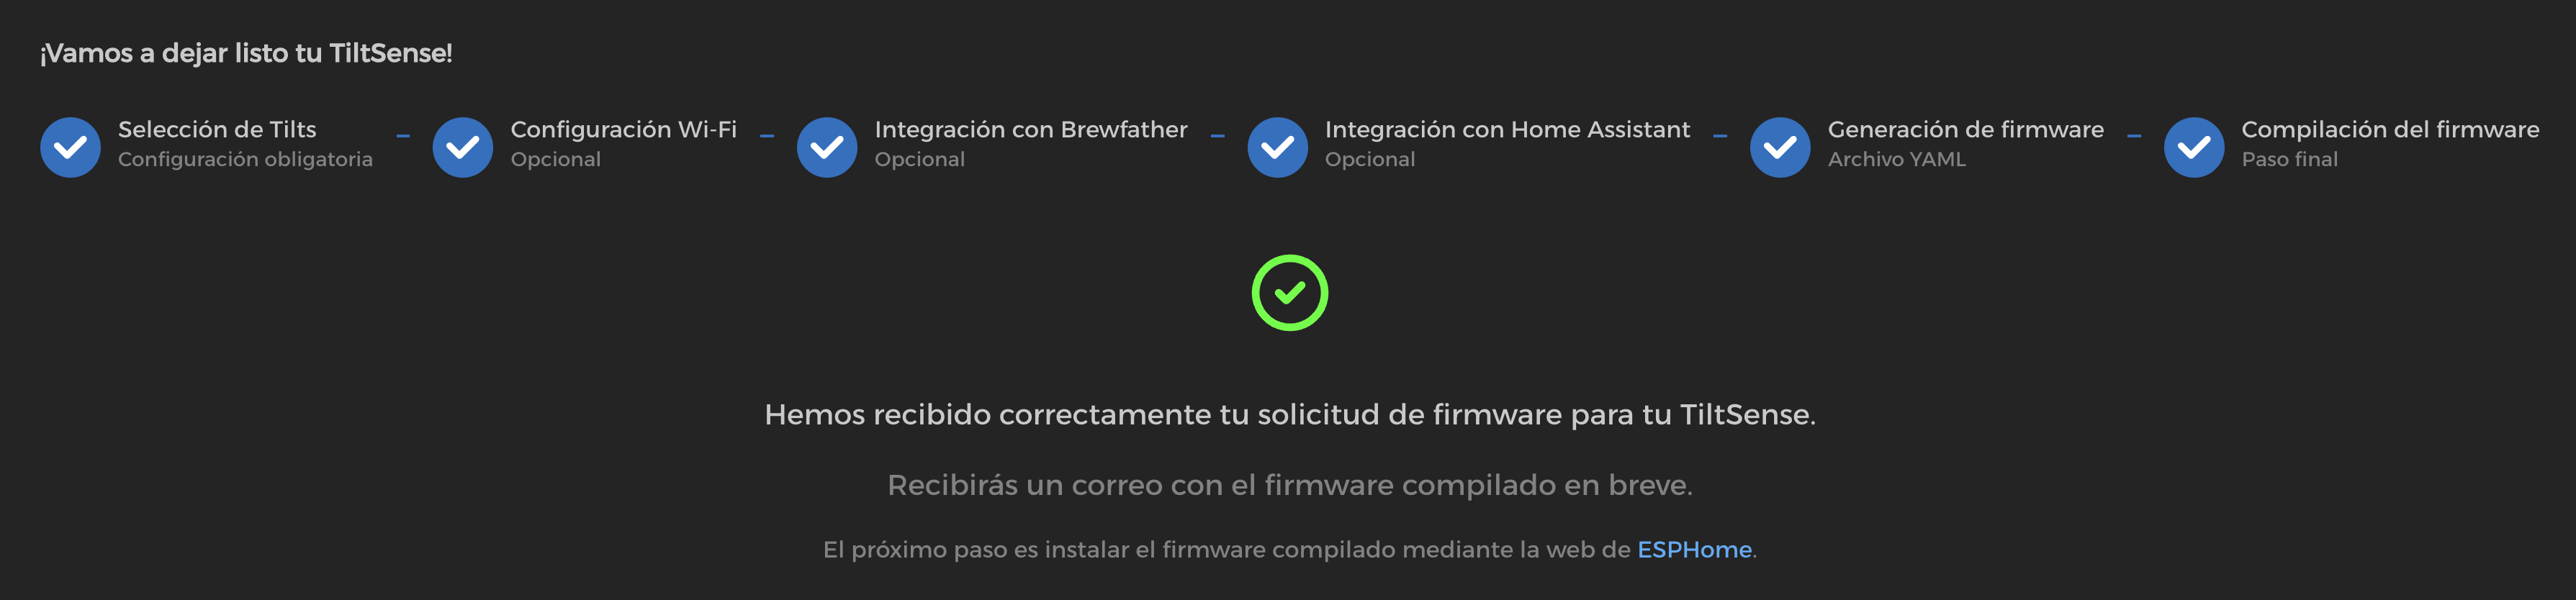 ¡Vamos a dejar listo tu TiltSense!
Selección de Tilts
Configuración obligatoria
Configuración Wi-Fi
Opcional
Integración con Brewfather
Opcional
Integración con Home Assistant
Opcional
Generación de firmware
Archivo YAML
Compilación del firmware
Paso final
Hemos recibido correctamente tu solicitud de firmware para tu TiltSense.
Recibirás un correo con el firmware compilado en breve.
El próximo paso es instalar el firmware compilado mediante la web de ESPHome.